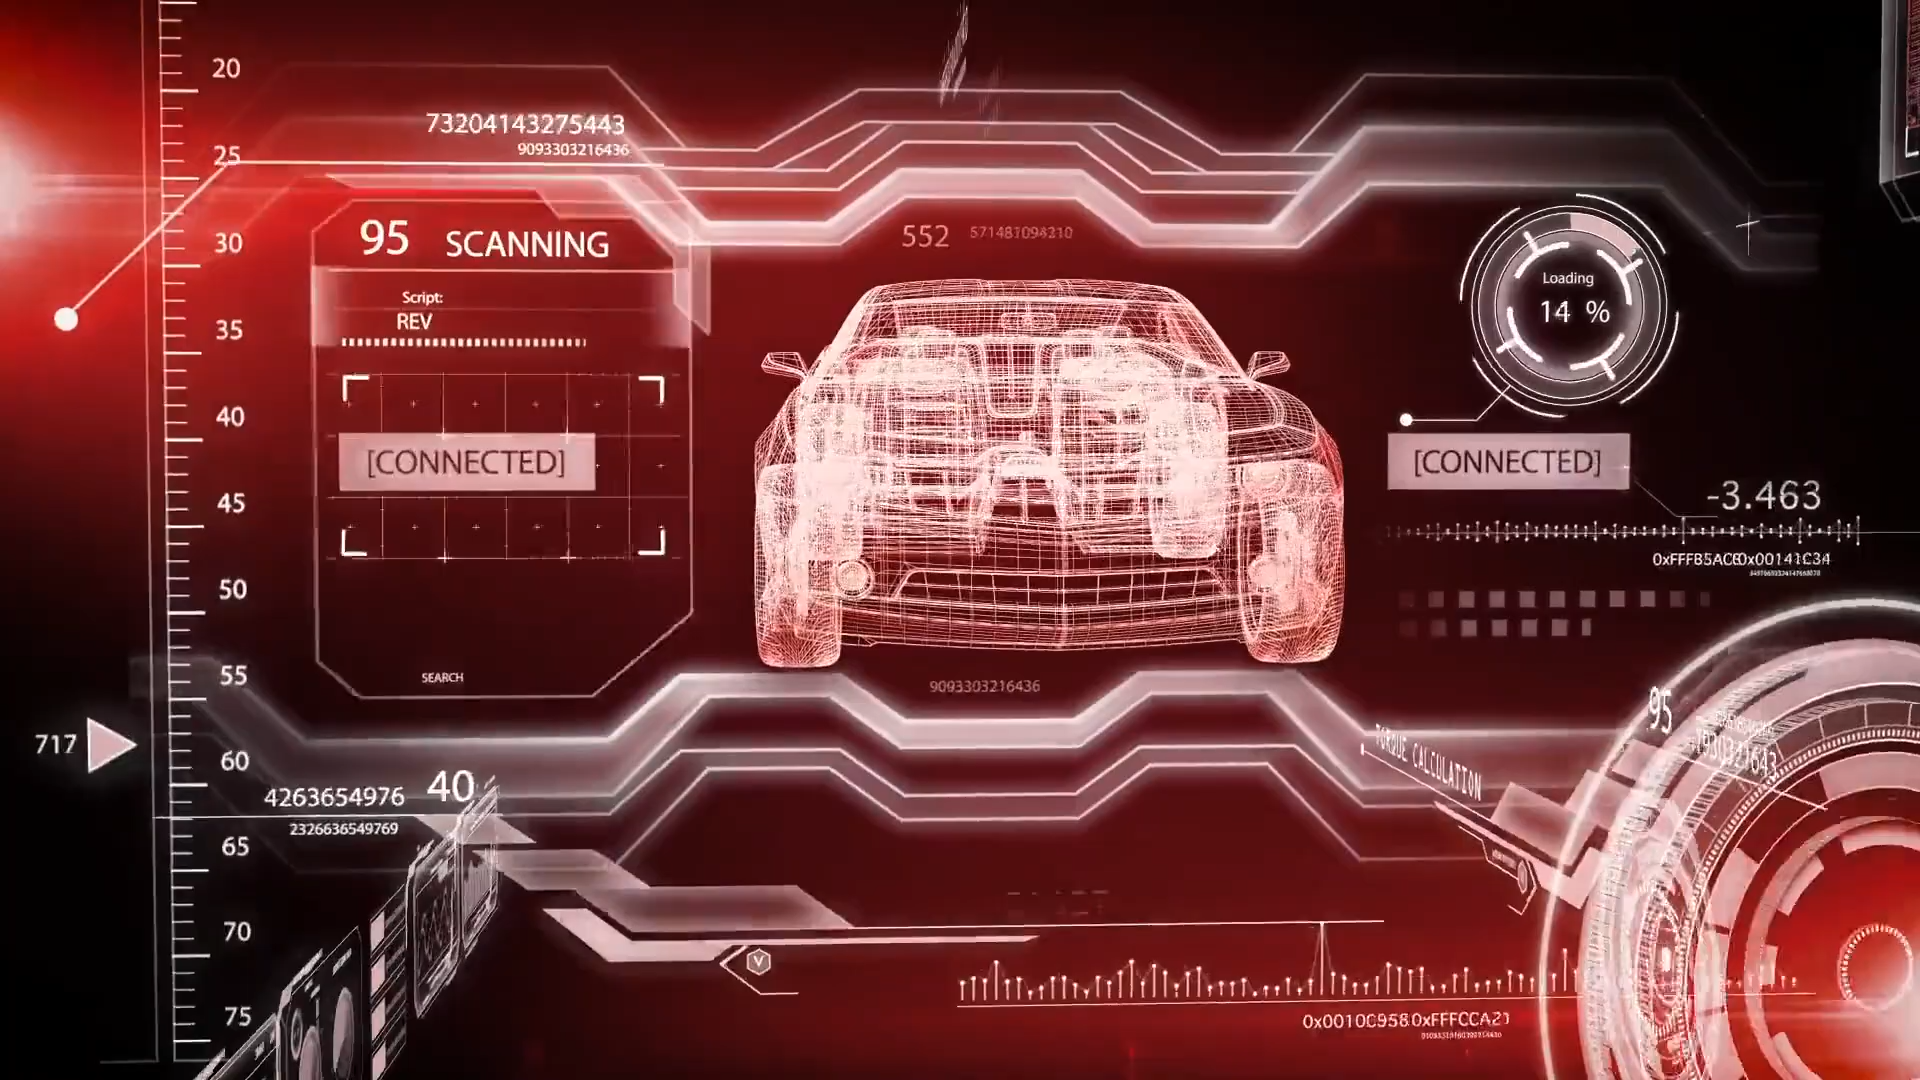 20
25
30
35
40
45
50
55
60
65
70
75
717
73204143275443
9093303216436
95 SCANNING
Script:
REV
[CONNECTED]
SEARCH
552 571481094210
9093303216436
Loading
14 %
[CONNECTED]
-3.463
0x00141C34
95
TORQUE CALCULATION
4263654976 40
2326636549769
V
0x0010C958 0xFFFCCA21